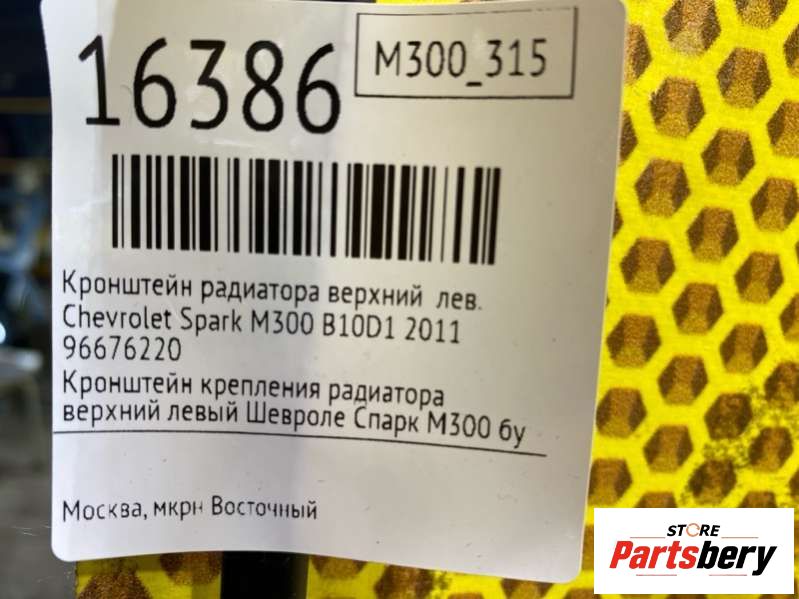 16386
M300_315
Кронштейн радиатора верхний лев.
Chevrolet Spark M300 B10D1 2011
96676220
Кронштейн крепления радиатора
верхний левый Шевроле Спарк М300 бу
Москва, мкрн Восточный
STORE
Partsbery